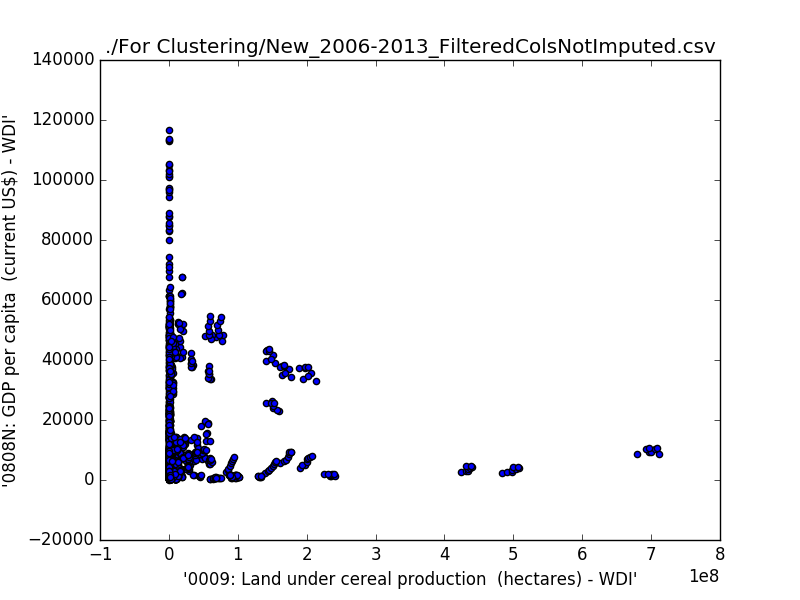 ./For Clustering/New_2006-2013_FilteredColsNotImputed.csv
140000
120000
100000
80000
60000
40000
20000
0
−20000
'0808N: GDP per capita  (current US$) - WDI'
−1 0 1 2 3 4 5 6 7 8
1e8
'0009: Land under cereal production  (hectares) - WDI'